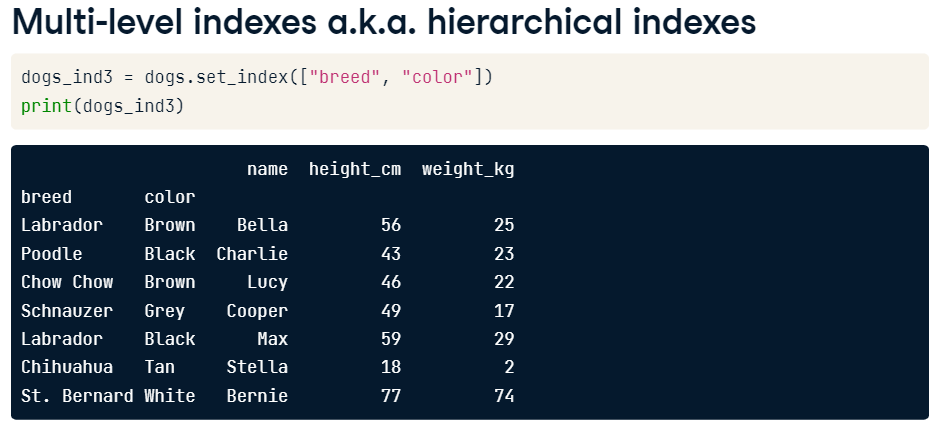 Multi-level indexes a.k.a. hierarchical indexes
dogs_ind3 = dogs.set_index(["breed", "color"])
print(dogs_ind3)
name height_cm weight_kg
breed color
Labrador Brown Bella 56 25
Poodle Black Charlie 43 23
Chow Chow Brown Lucy 46 22
Schnauzer Grey Cooper 49 17
Labrador Black Max 59 29
Chihuahua Tan Stella 18 2
St. Bernard White Bernie 77 74